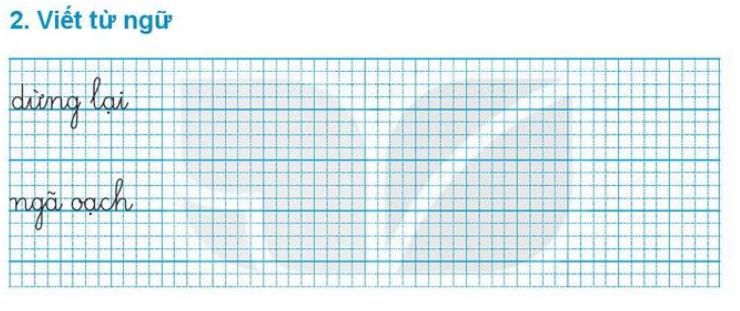 2. Viết từ ngữ
dừng lại
ngã oạch